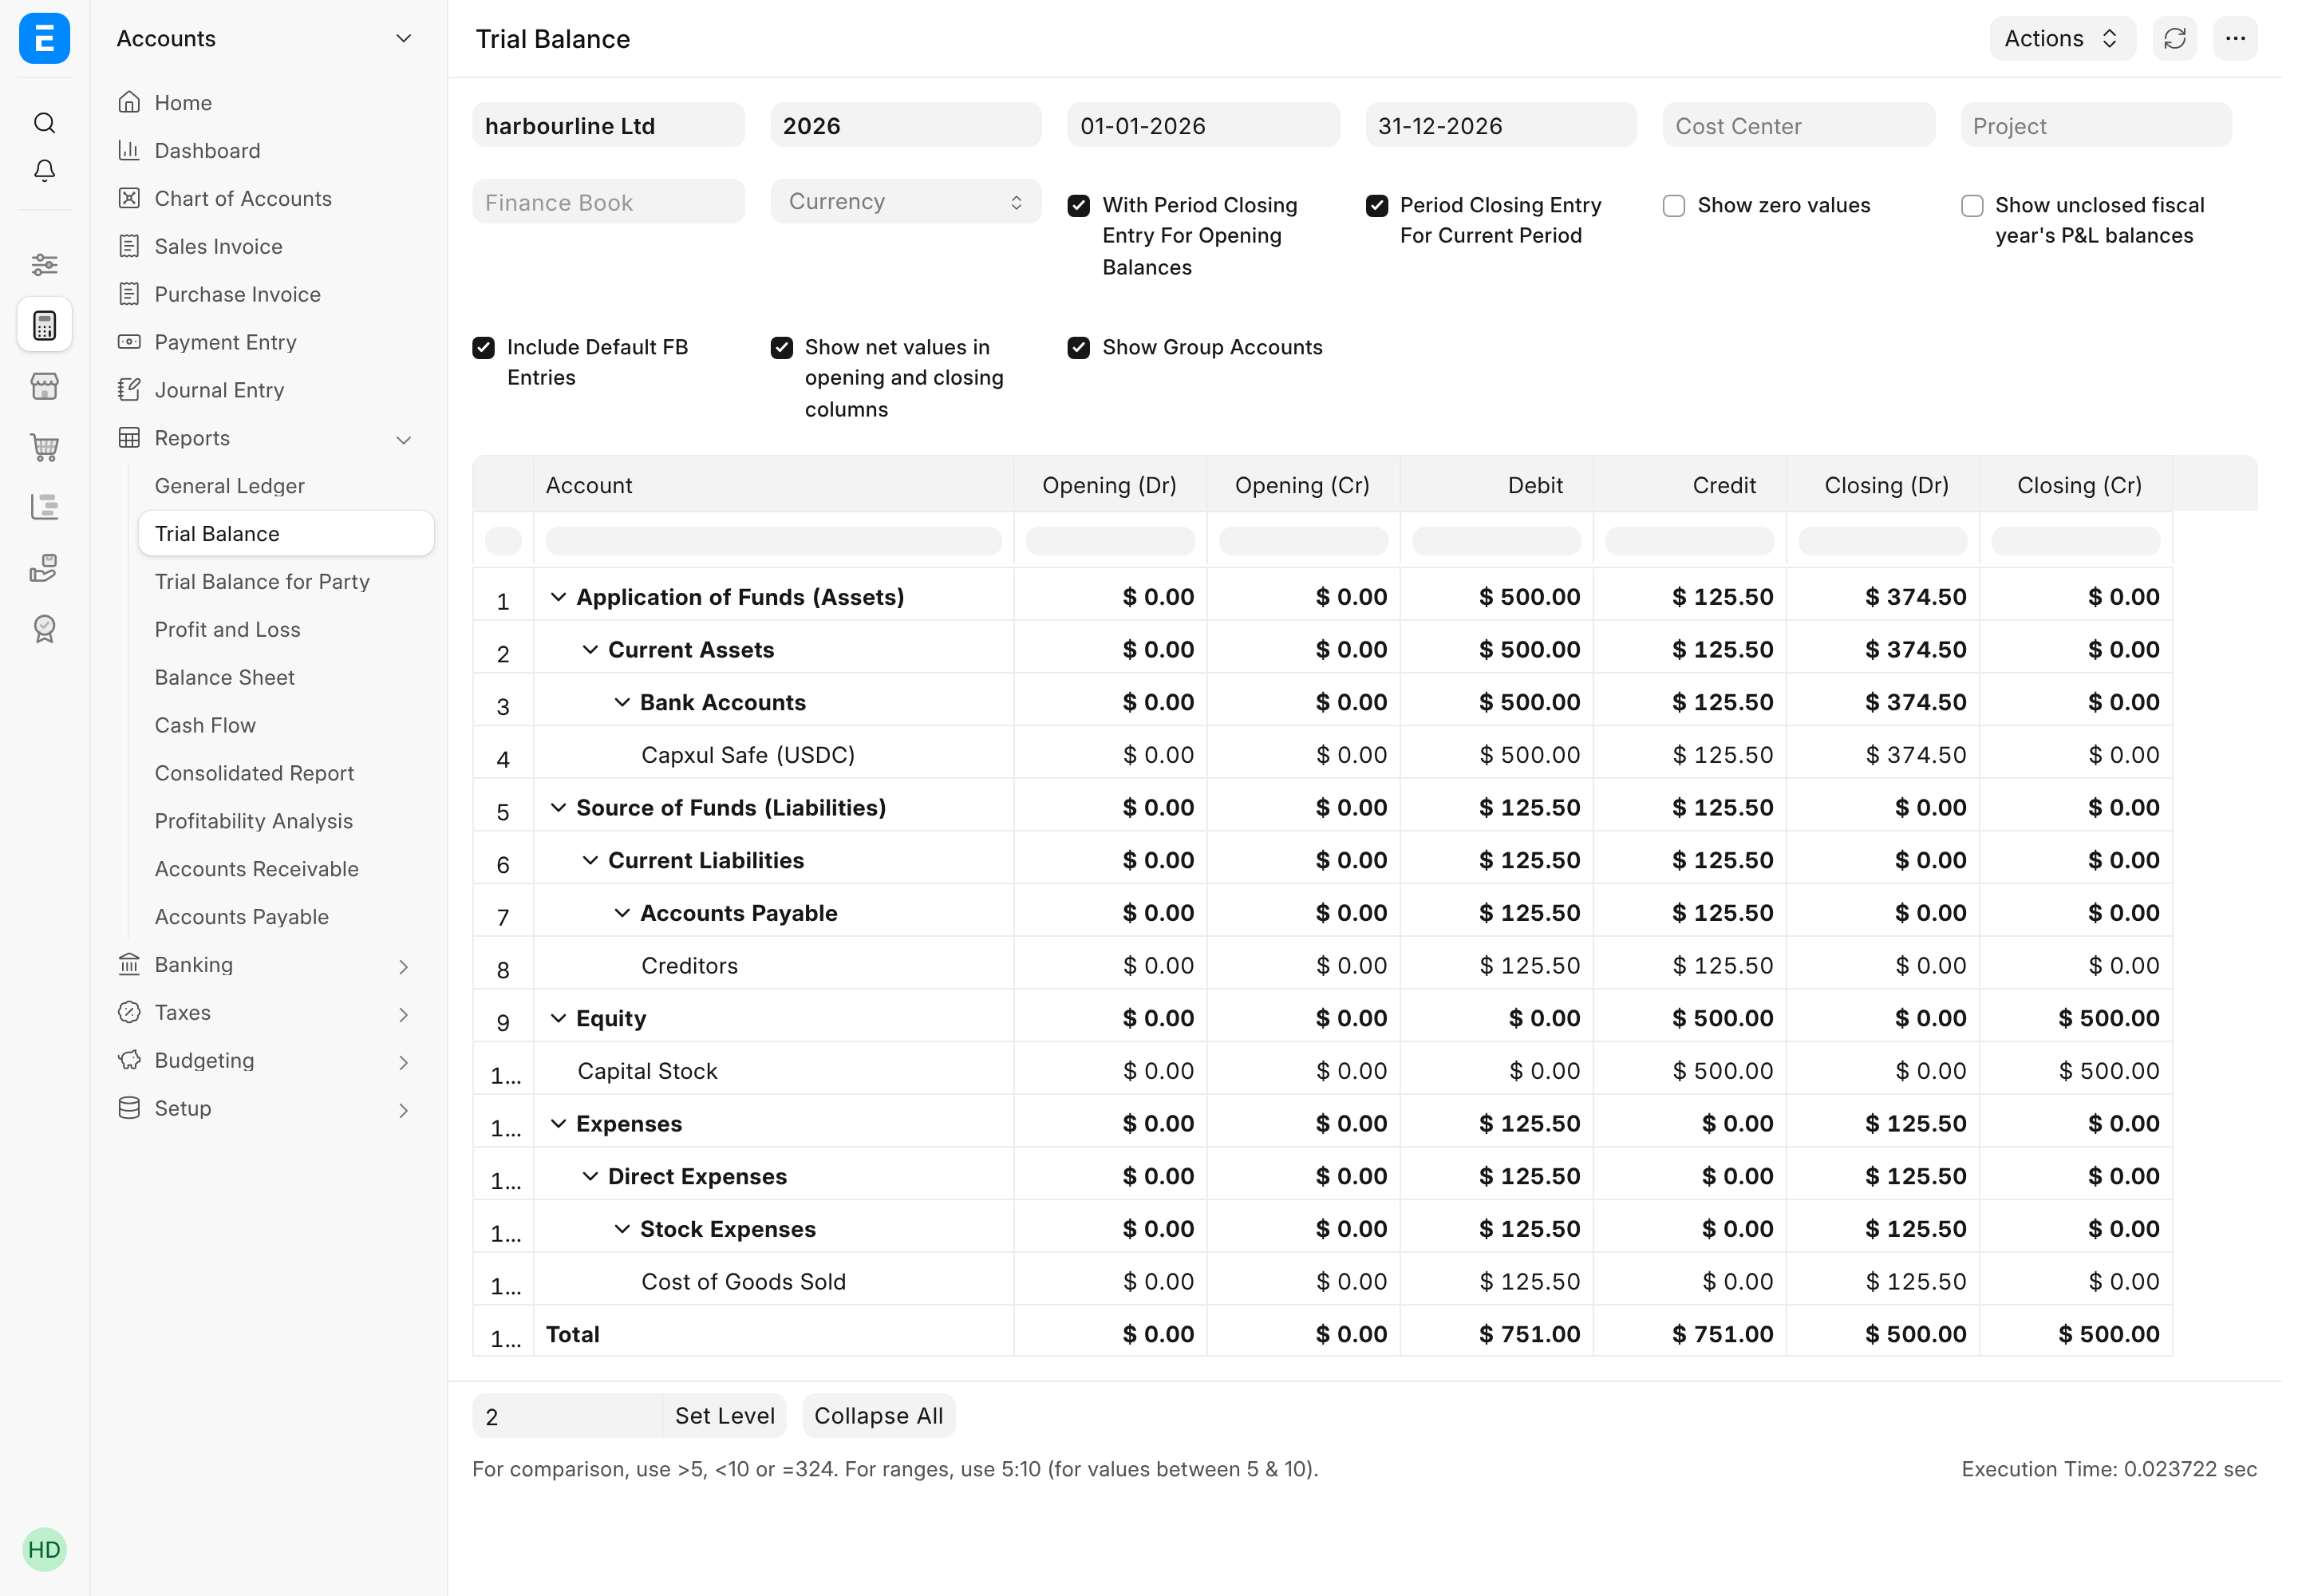 E
Accounts
Home
Dashboard
Chart of Accounts
Sales Invoice
Purchase Invoice
Payment Entry
Journal Entry
Reports
General Ledger
Trial Balance
Trial Balance for Party
Profit and Loss
Balance Sheet
Cash Flow
Consolidated Report
Profitability Analysis
Accounts Receivable
Accounts Payable
Banking
Taxes
Budgeting
Setup
HD
Trial Balance
Actions
harbourline Ltd 2026 01-01-2026 31-12-2026 Cost Center Project
Finance Book Currency
With Period Closing
Entry For Opening
Balances
Period Closing Entry
For Current Period
Show zero values
Show unclosed fiscal
year's P&L balances
Include Default FB
Entries
Show net values in
opening and closing
columns
Show Group Accounts
Account Opening (Dr) Opening (Cr) Debit Credit Closing (Dr) Closing (Cr)
1 Application of Funds (Assets) $ 0.00 $ 0.00 $ 500.00 $ 125.50 $ 374.50 $ 0.00
2 Current Assets $ 0.00 $ 0.00 $ 500.00 $ 125.50 $ 374.50 $ 0.00
3 Bank Accounts $ 0.00 $ 0.00 $ 500.00 $ 125.50 $ 374.50 $ 0.00
4 Capxul Safe (USDC) $ 0.00 $ 0.00 $ 500.00 $ 125.50 $ 374.50 $ 0.00
5 Source of Funds (Liabilities) $ 0.00 $ 0.00 $ 125.50 $ 125.50 $ 0.00 $ 0.00
6 Current Liabilities $ 0.00 $ 0.00 $ 125.50 $ 125.50 $ 0.00 $ 0.00
7 Accounts Payable $ 0.00 $ 0.00 $ 125.50 $ 125.50 $ 0.00 $ 0.00
8 Creditors $ 0.00 $ 0.00 $ 125.50 $ 125.50 $ 0.00 $ 0.00
9 Equity $ 0.00 $ 0.00 $ 0.00 $ 500.00 $ 0.00 $ 500.00
1... Capital Stock $ 0.00 $ 0.00 $ 0.00 $ 500.00 $ 0.00 $ 500.00
1... Expenses $ 0.00 $ 0.00 $ 125.50 $ 0.00 $ 125.50 $ 0.00
1... Direct Expenses $ 0.00 $ 0.00 $ 125.50 $ 0.00 $ 125.50 $ 0.00
1... Stock Expenses $ 0.00 $ 0.00 $ 125.50 $ 0.00 $ 125.50 $ 0.00
1... Cost of Goods Sold $ 0.00 $ 0.00 $ 125.50 $ 0.00 $ 125.50 $ 0.00
1... Total $ 0.00 $ 0.00 $ 751.00 $ 751.00 $ 500.00 $ 500.00
2 Set Level Collapse All
For comparison, use >5, <10 or =324. For ranges, use 5:10 (for values between 5 & 10). Execution Time: 0.023722 sec